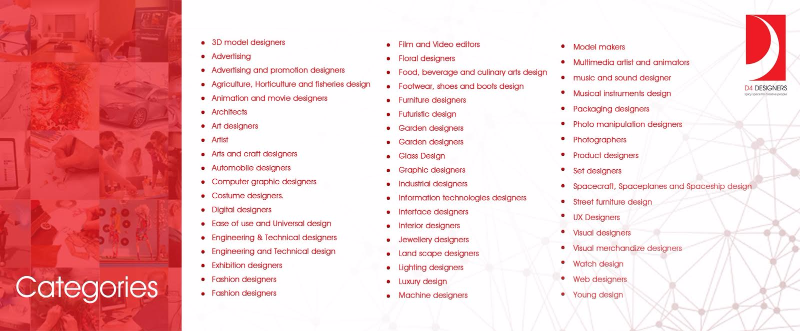 3D model designers
Advertising
Advertising and promotion designers
Agriculture, Horticulture and fisheries design
Animation and movie designers
Architects
Art designers
Artist
Arts and craft designers
Automobile designers
Computer graphic designers
Costume designers.
Digital designers
Ease of use and Universal design
Engineering & Technical designers
Engineering and Technical design
Exhibition designers
Fashion designers
Fashion designers
Film and Video editors
Floral designers
Food, beverage and culinary arts design
Footwear, shoes and boots design
Furniture designers
Futuristic design
Garden designers
Garden designers
Glass Design
Graphic designers
Industrial designers
Information technologies designers
Interface designers
Interior designers
Jewellery designers
Land scape designers
Lighting designers
Luxury design
Machine designers
Model makers
Multimedia artist and animators
music and sound designer
Musical instruments design
Packaging designers
Photo manipulation designers
Photographers
Product designers
Set designers
Spacecraft, Spaceplanes and Spaceship design
Street furniture design
UX Designers
Visual designers
Visual merchandize designers
Watch design
Web designers
Young design
D4 DESIGNERS
Categories